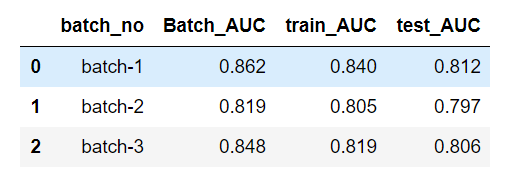 batch_no Batch_AUC train_AUC test_AUC
0 batch-1 0.862 0.840 0.812
1 batch-2 0.819 0.805 0.797
2 batch-3 0.848 0.819 0.806